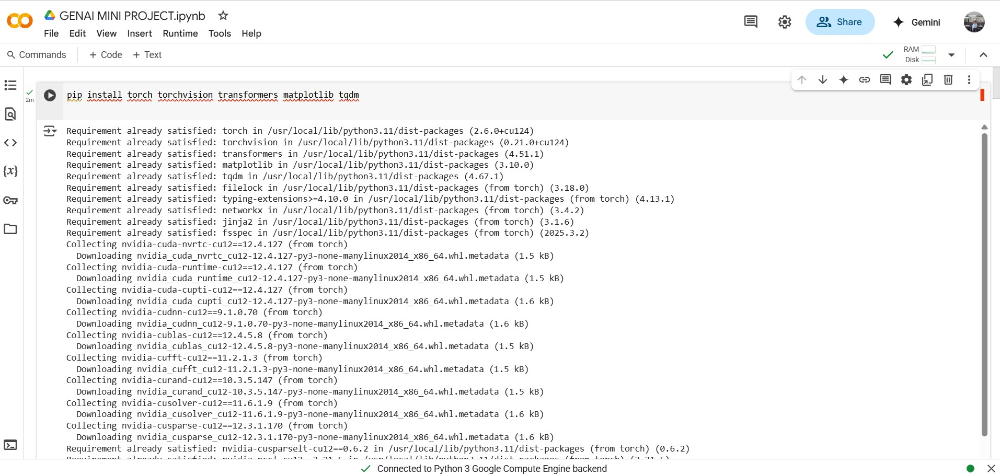 GENAI MINI PROJECT.ipynb
File Edit View Insert Runtime Tools Help
Share
Gemini
Commands
+ Code + Text
RAM
Disk
2m
pip install torch torchvision transformers matplotlib tqdm
Requirement already satisfied: torch in /usr/local/lib/python3.11/dist-packages (2.6.0+cu124)
Requirement already satisfied: torchvision in /usr/local/lib/python3.11/dist-packages (0.21.0+cu124)
Requirement already satisfied: transformers in /usr/local/lib/python3.11/dist-packages (4.51.1)
Requirement already satisfied: matplotlib in /usr/local/lib/python3.11/dist-packages (3.10.0)
Requirement already satisfied: tqdm in /usr/local/lib/python3.11/dist-packages (4.67.1)
Requirement already satisfied: filelock in /usr/local/lib/python3.11/dist-packages (from torch) (3.18.0)
Requirement already satisfied: typing-extensions>=4.10.0 in /usr/local/lib/python3.11/dist-packages (from torch) (4.13.1)
Requirement already satisfied: networkx in /usr/local/lib/python3.11/dist-packages (from torch) (3.4.2)
Requirement already satisfied: jinja2 in /usr/local/lib/python3.11/dist-packages (from torch) (3.1.6)
Requirement already satisfied: fsspec in /usr/local/lib/python3.11/dist-packages (from torch) (2025.3.2)
Collecting nvidia-cuda-nvrtc-cu12==12.4.127 (from torch)
Downloading nvidia_cuda_nvrtc_cu12-12.4.127-py3-none-manylinux2014_x86_64.whl.metadata (1.5 kB)
Collecting nvidia-cuda-runtime-cu12==12.4.127 (from torch)
Downloading nvidia_cuda_runtime_cu12-12.4.127-py3-none-manylinux2014_x86_64.whl.metadata (1.5 kB)
Collecting nvidia-cuda-cupti-cu12==12.4.127 (from torch)
Downloading nvidia_cuda_cupti_cu12-12.4.127-py3-none-manylinux2014_x86_64.whl.metadata (1.6 kB)
Collecting nvidia-cudnn-cu12==9.1.0.70 (from torch)
Downloading nvidia_cudnn_cu12-9.1.0.70-py3-none-manylinux2014_x86_64.whl.metadata (1.6 kB)
Collecting nvidia-cublas-cu12==12.4.5.8 (from torch)
Downloading nvidia_cublas_cu12-12.4.5.8-py3-none-manylinux2014_x86_64.whl.metadata (1.5 kB)
Collecting nvidia-cufft-cu12==11.2.1.3 (from torch)
Downloading nvidia_cufft_cu12-11.2.1.3-py3-none-manylinux2014_x86_64.whl.metadata (1.5 kB)
Collecting nvidia-curand-cu12==10.3.5.147 (from torch)
Downloading nvidia_curand_cu12-10.3.5.147-py3-none-manylinux2014_x86_64.whl.metadata (1.5 kB)
Collecting nvidia-cusolver-cu12==11.6.1.9 (from torch)
Downloading nvidia_cusolver_cu12-11.6.1.9-py3-none-manylinux2014_x86_64.whl.metadata (1.6 kB)
Collecting nvidia-cusparse-cu12==12.3.1.170 (from torch)
Downloading nvidia_cusparse_cu12-12.3.1.170-py3-none-manylinux2014_x86_64.whl.metadata (1.6 kB)
Requirement already satisfied: nvidia-cusparselt-cu12==0.6.2 in /usr/local/lib/python3.11/dist-packages (from torch) (0.6.2)
Connected to Python 3 Google Compute Engine backend